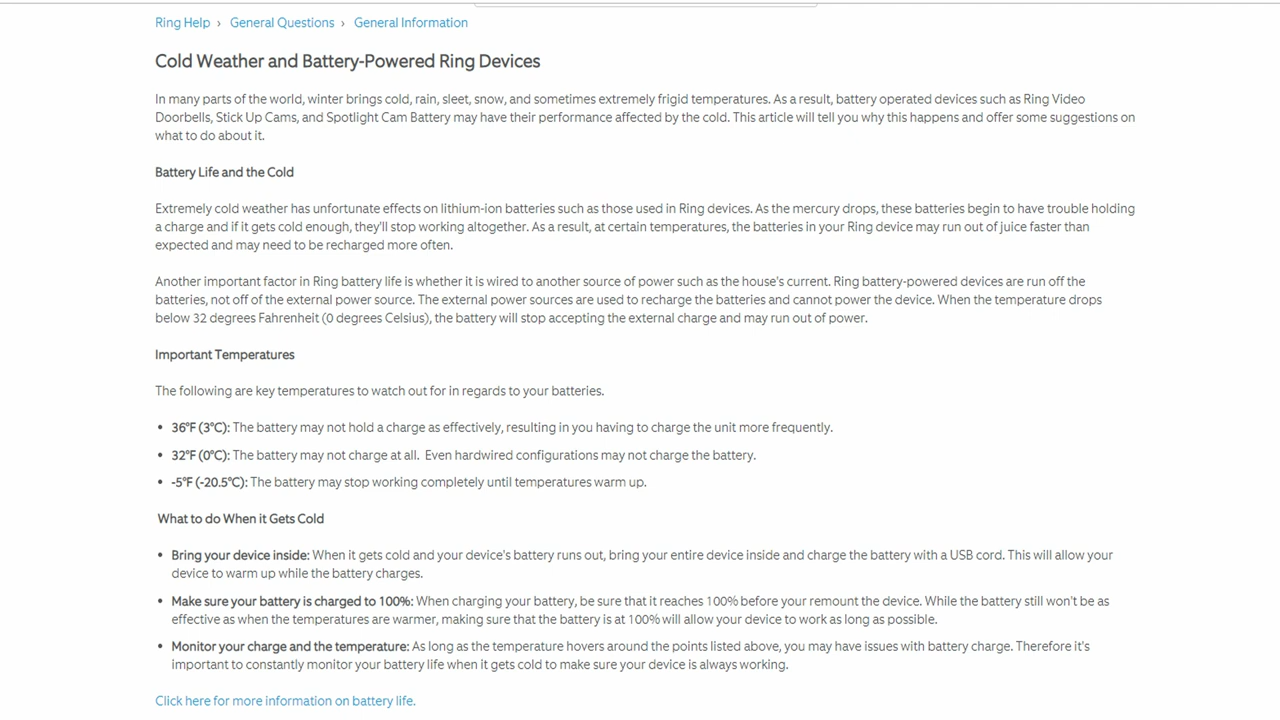 Ring Help › General Questions › General Information
Cold Weather and Battery-Powered Ring Devices
In many parts of the world, winter brings cold, rain, sleet, snow, and sometimes extremely frigid temperatures. As a result, battery operated devices such as Ring Video
Doorbells, Stick Up Cams, and Spotlight Cam Battery may have their performance affected by the cold. This article will tell you why this happens and offer some suggestions on
what to do about it.
Battery Life and the Cold
Extremely cold weather has unfortunate effects on lithium-ion batteries such as those used in Ring devices. As the mercury drops, these batteries begin to have trouble holding
a charge and if it gets cold enough, they'll stop working altogether. As a result, at certain temperatures, the batteries in your Ring device may run out of juice faster than
expected and may need to be recharged more often.
Another important factor in Ring battery life is whether it is wired to another source of power such as the house's current. Ring battery-powered devices are run off the
batteries, not off of the external power source. The external power sources are used to recharge the batteries and cannot power the device. When the temperature drops
below 32 degrees Fahrenheit (0 degrees Celsius), the battery will stop accepting the external charge and may run out of power.
Important Temperatures
The following are key temperatures to watch out for in regards to your batteries.
• 36°F (3°C): The battery may not hold a charge as effectively, resulting in you having to charge the unit more frequently.
• 32°F (0°C): The battery may not charge at all. Even hardwired configurations may not charge the battery.
• -5°F (-20.5°C): The battery may stop working completely until temperatures warm up.
What to do When it Gets Cold
• Bring your device inside: When it gets cold and your device's battery runs out, bring your entire device inside and charge the battery with a USB cord. This will allow your
device to warm up while the battery charges.
• Make sure your battery is charged to 100%: When charging your battery, be sure that it reaches 100% before your remount the device. While the battery still won't be as
effective as when the temperatures are warmer, making sure that the battery is at 100% will allow your device to work as long as possible.
• Monitor your charge and the temperature: As long as the temperature hovers around the points listed above, you may have issues with battery charge. Therefore it's
important to constantly monitor your battery life when it gets cold to make sure your device is always working.
Click here for more information on battery life.